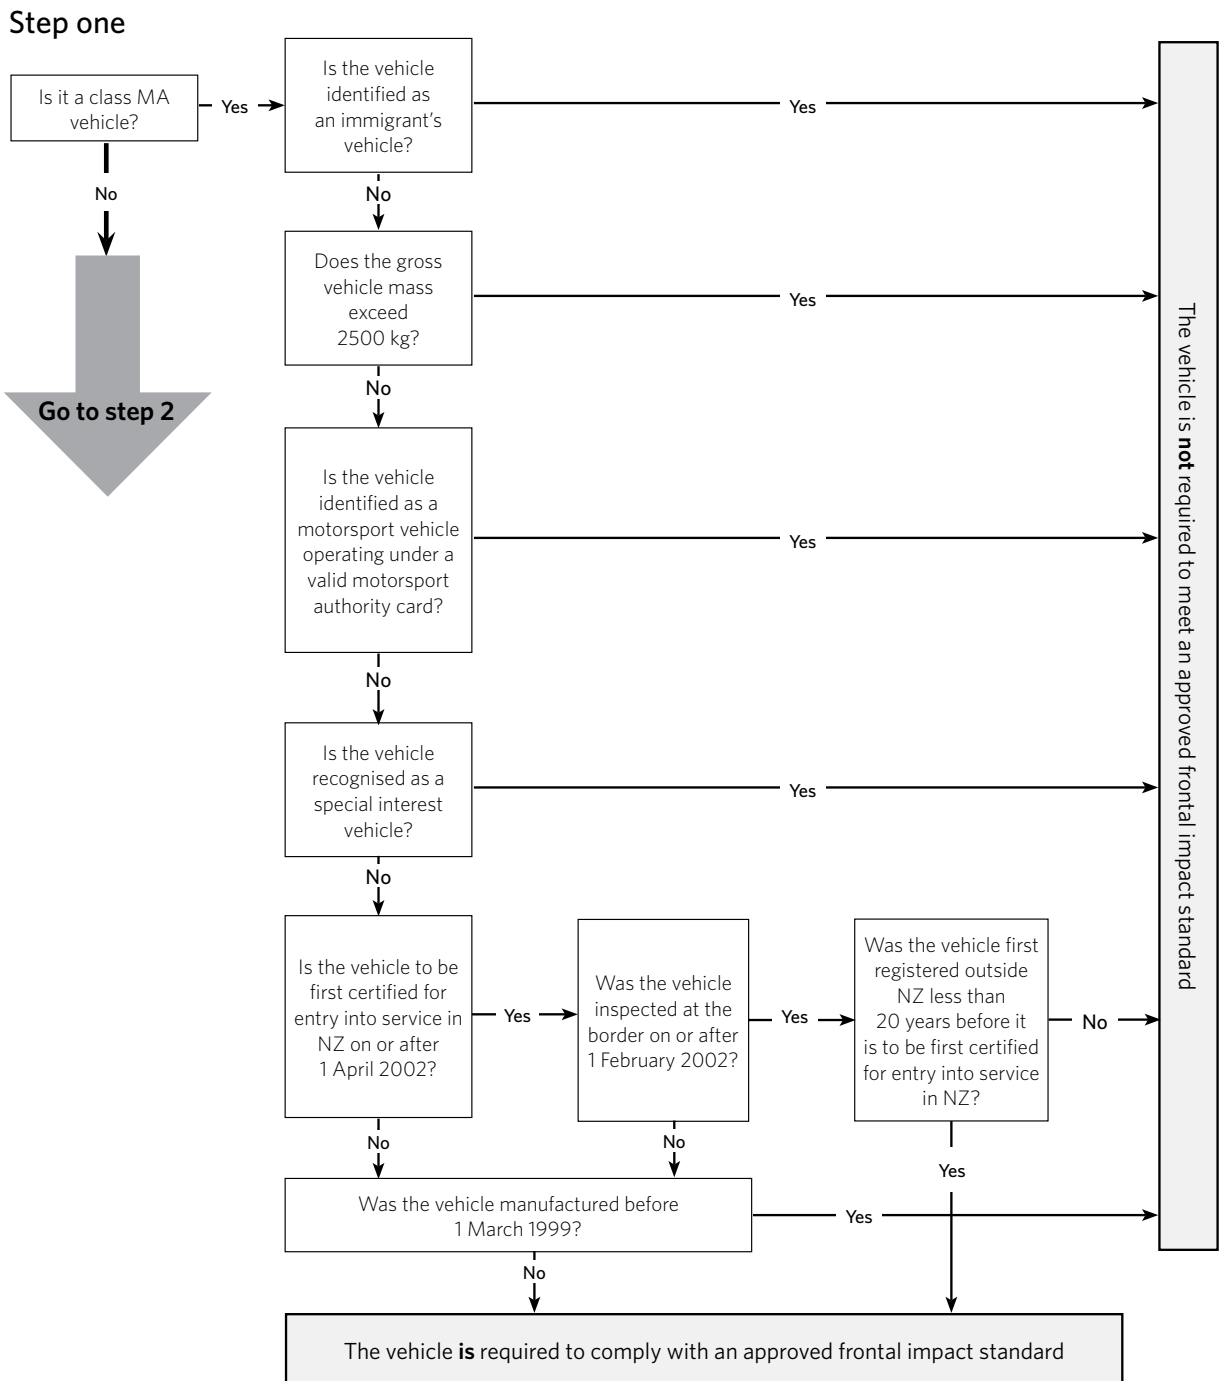 Step one
Is it a class MA
vehicle?
Yes
Is the vehicle
identified as
an immigrant's
vehicle?
Yes
No
No
Go to step 2
Does the gross
vehicle mass
exceed
2500 kg?
Yes
No
Is the vehicle
identified as a
motorsport vehicle
operating under a
valid motorsport
authority card?
Yes
No
Is the vehicle
recognised as a
special interest
vehicle?
Yes
No
Is the vehicle to be
first certified for
entry into service in
NZ on or after
1 April 2002?
Yes
Was the vehicle
inspected at the
border on or after
1 February 2002?
Yes
Was the vehicle first
registered outside
NZ less than
20 years before it
is to be first certified
for entry into service
in NZ?
No
No
No
Yes
Was the vehicle manufactured before
1 March 1999?
Yes
No
The vehicle is required to comply with an approved frontal impact standard
The vehicle is not required to meet an approved frontal impact standard